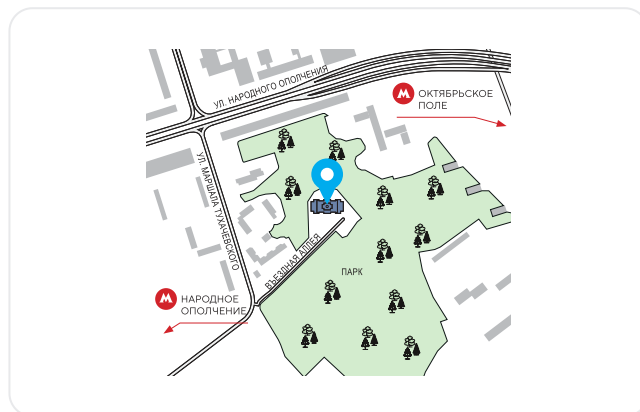 УЛ. НАРОДНОГО ОПОЛЧЕНИЯ
М ОКТЯБРЬСКОЕ
ПОЛЕ
УЛ. МАРШАЛА ТУХАЧЕВСКОГО
ВЪЕЗДНАЯ АЛЛЕЯ
ПАРК
М НАРОДНОЕ
ОПОЛЧЕНИЕ